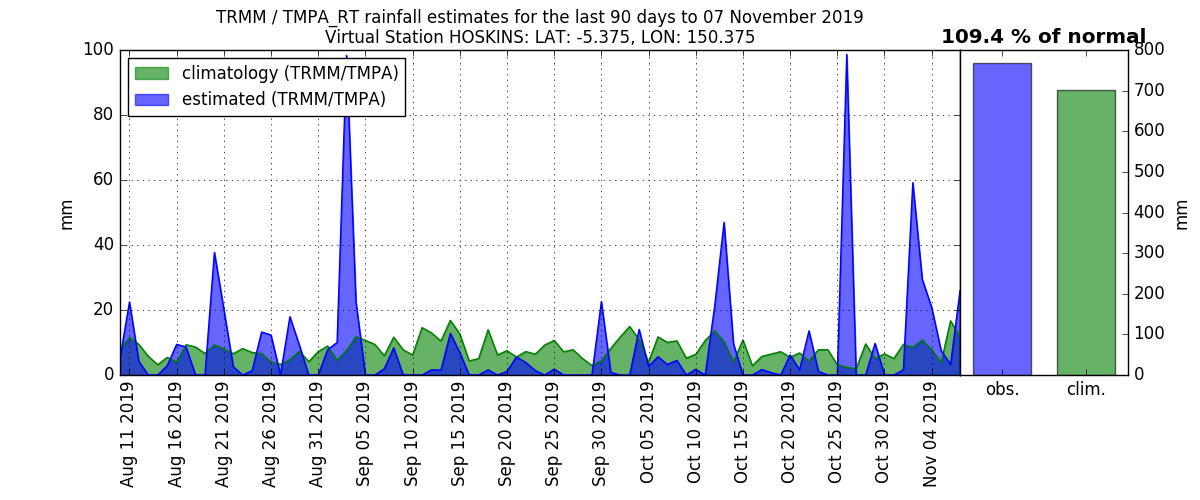 TRMM / TMPA_RT rainfall estimates for the last 90 days to 07 November 2019
Virtual Station HOSKINS: LAT: -5.375, LON: 150.375
109.4 % of normal
climatology (TRMM/TMPA)
estimated (TRMM/TMPA)
100
80
60
40
20
0
mm
Aug 11 2019
Aug 16 2019
Aug 21 2019
Aug 26 2019
Aug 31 2019
Sep 05 2019
Sep 10 2019
Sep 15 2019
Sep 20 2019
Sep 25 2019
Sep 30 2019
Oct 05 2019
Oct 10 2019
Oct 15 2019
Oct 20 2019
Oct 25 2019
Oct 30 2019
Nov 04 2019
obs.
clim.
800
700
600
500
400
300
200
100
0
mm